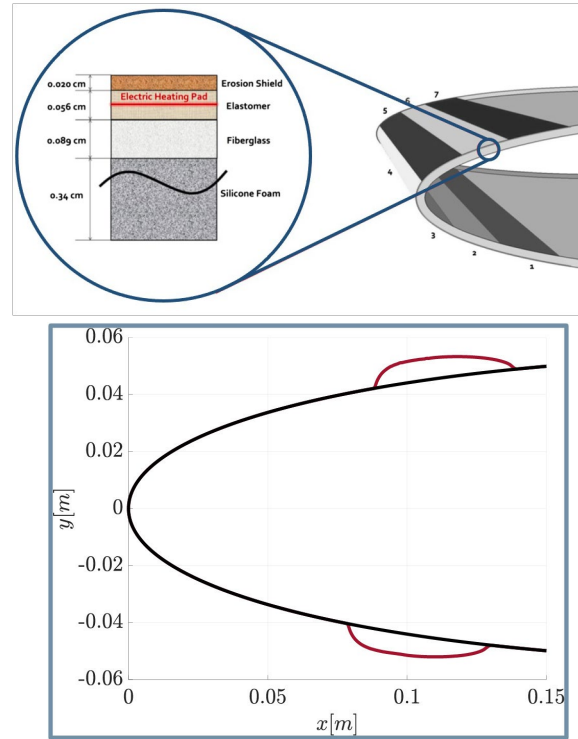 0.020 cm
Erosion Shield
Electric Heating Pad
0.056 cm
Elastomer
0.089 cm
Fiberglass
0.34 cm
Silicone Foam
7
6
5
4
3
2
1
0.06
0.04
0.02
0
-0.02
-0.04
-0.06
y[m]
0
0.05
0.1
0.15
x[m]